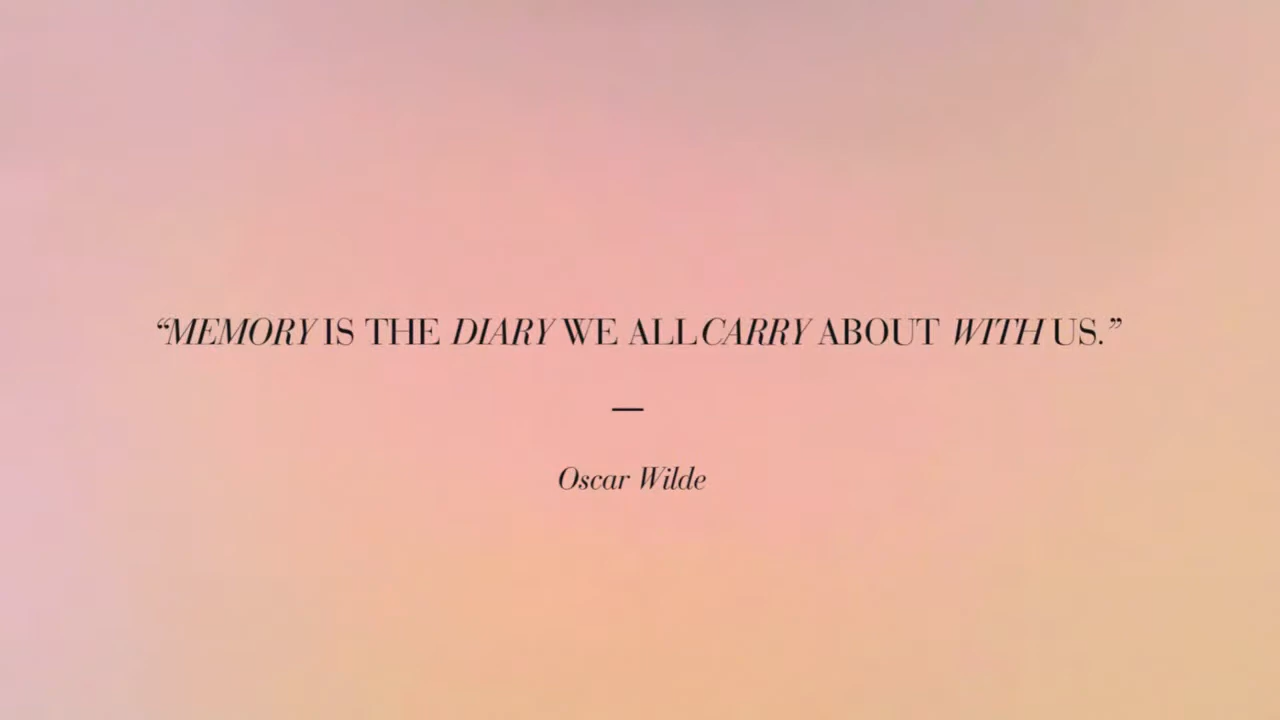 “MEMORY IS THE DIARY WE ALL CARRY ABOUT WITH US.”
—
Oscar Wilde